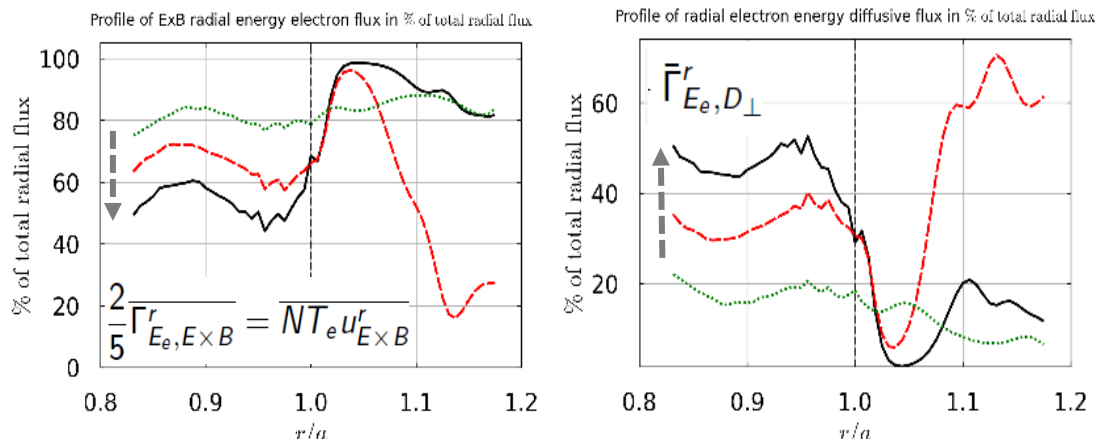 Profile of ExB radial energy electron flux in % of total radial flux
% of total radial flux
100
80
60
40
20
0
0.8 0.9 1.0 1.1 1.2
r/a
2/5 Γ̅^r_{E_e,E×B} = \overline{NT_e u^r_{E×B}}
Profile of radial electron energy diffusive flux in % of total radial flux
% of total radial flux
60
40
20
0.8 0.9 1.0 1.1 1.2
r/a
Γ̄^r_{E_e,D_⊥}